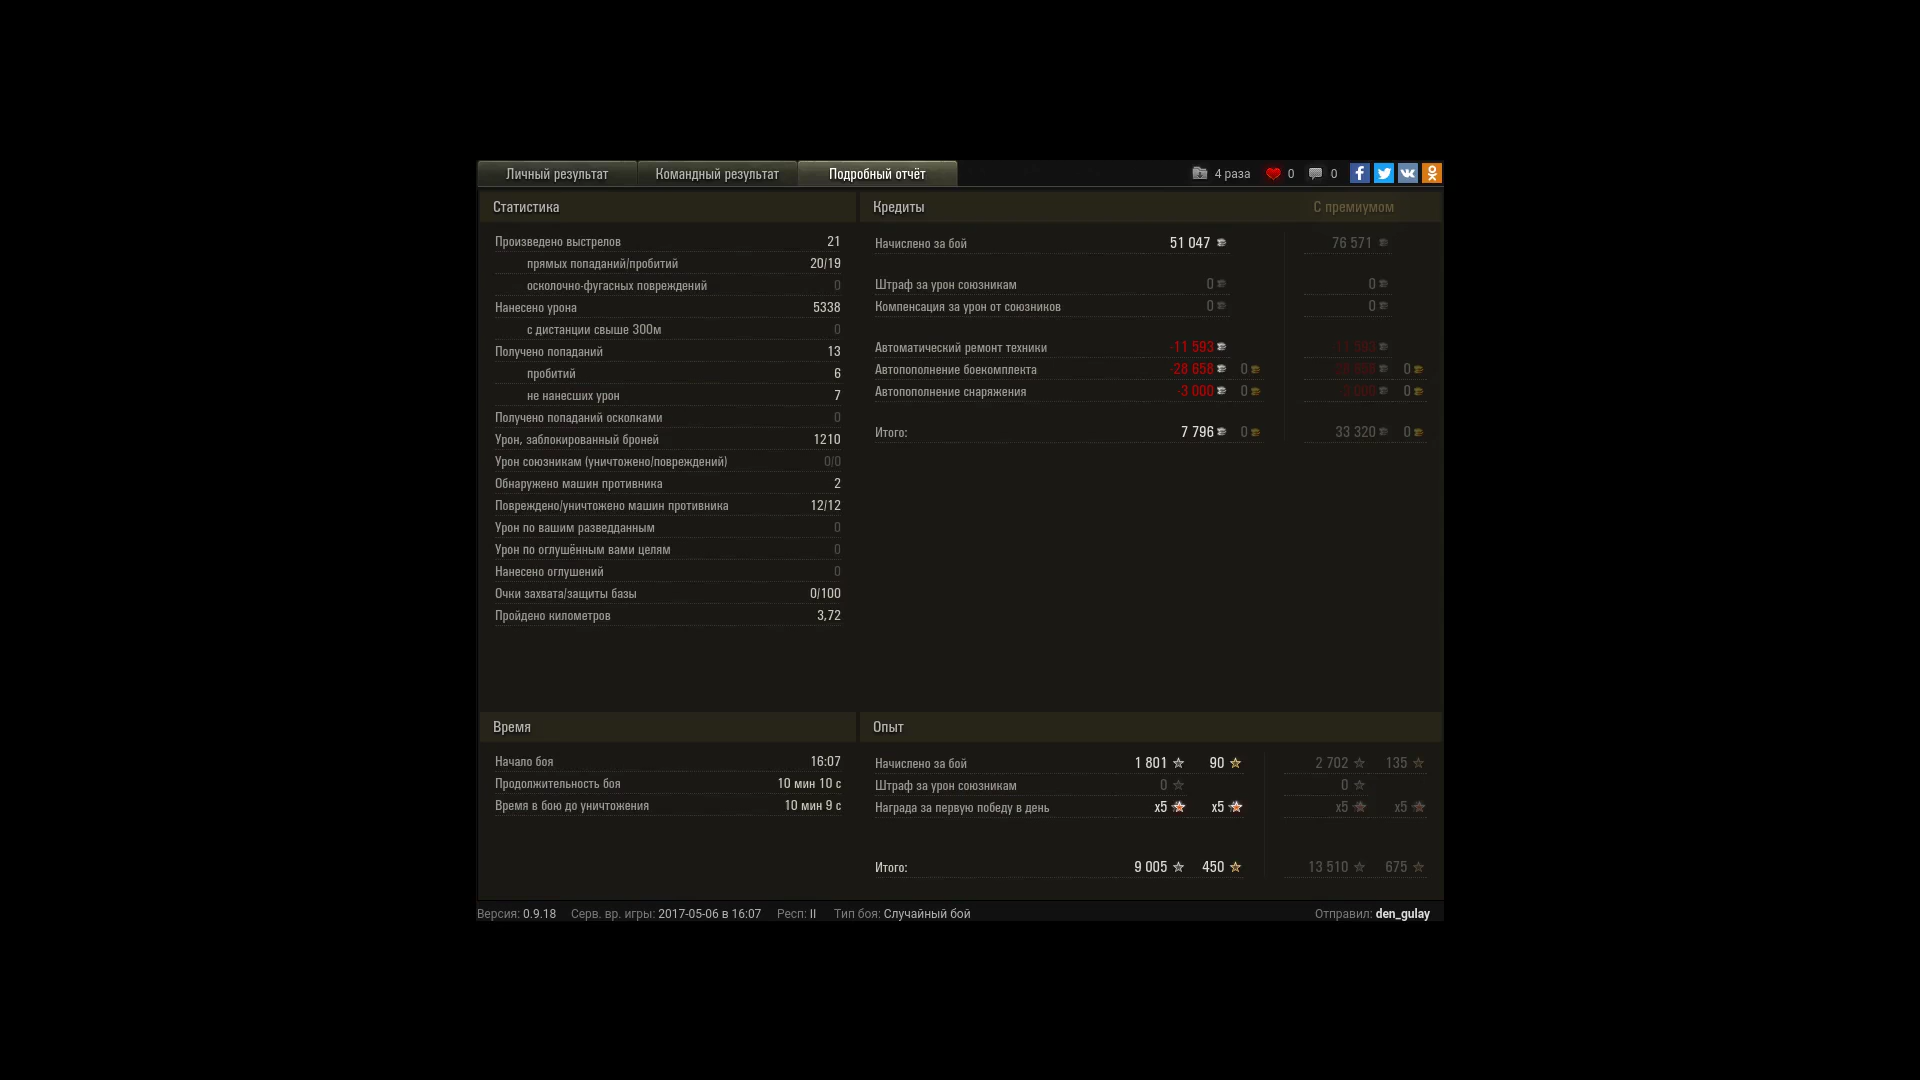 Личный результат Командный результат Подробный отчёт 4 раза 0 0
Статистика
Произведено выстрелов 21
прямых попаданий/пробитий 20/19
осколочно-фугасных повреждений 0
Нанесено урона 5338
с дистанции свыше 300м 0
Получено попаданий 13
пробитий 6
не нанесших урон 7
Получено попаданий осколками 0
Урон, заблокированный броней 1210
Урон союзникам (уничтожено/повреждений) 0/0
Обнаружено машин противника 2
Повреждено/уничтожено машин противника 12/12
Урон по вашим разведданным 0
Урон по оглушённым вами целям 0
Нанесено оглушений 0
Очки захвата/защиты базы 0/100
Пройдено километров 3,72
Кредиты С премиумом
Начислено за бой 51 047 76 571
Штраф за урон союзникам 0 0
Компенсация за урон от союзников 0 0
Автоматический ремонт техники -11 593 -11 593
Автопополнение боекомплекта -28 658 0 -28 658 0
Автопополнение снаряжения -3 000 0 -3 000 0
Итого: 7 796 0 33 320 0
Время
Начало боя 16:07
Продолжительность боя 10 мин 10 с
Время в бою до уничтожения 10 мин 9 с
Опыт
Начислено за бой 1 801 90 2 702 135
Штраф за урон союзникам 0 0
Награда за первую победу в день x5 x5 x5 x5
Итого: 9 005 450 13 510 675
Версия: 0.9.18 Серв. вр. игры: 2017-05-06 в 16:07 Респ: II Тип боя: Случайный бой Отправил: den_gulay